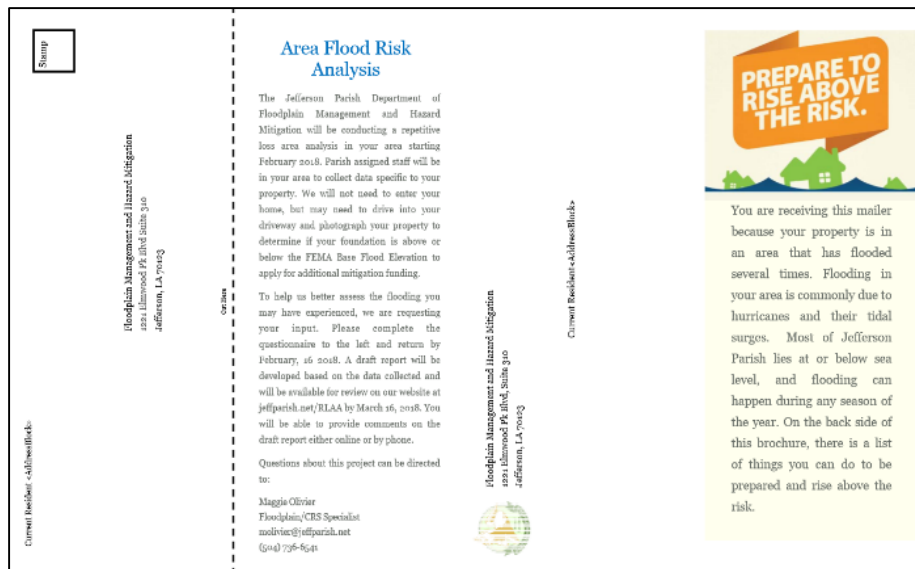 Stamp
Floodplain Management and Hazard Mitigation
1221 Elmwood Pk Blvd Suite 310
Jefferson, LA 70123
Current Resident <AddressBlock>
Cut Here
Area Flood Risk
Analysis
The Jefferson Parish Department of
Floodplain Management and Hazard
Mitigation will be conducting a repetitive
loss area analysis in your area starting
February 2018. Parish assigned staff will be
in your area to collect data specific to your
property. We will not need to enter your
home, but may need to drive into your
driveway and photograph your property to
determine if your foundation is above or
below the FEMA Base Flood Elevation to
apply for additional mitigation funding.
To help us better assess the flooding you
may have experienced, we are requesting
your input. Please complete the
questionnaire to the left and return by
February, 16 2018. A draft report will be
developed based on the data collected and
will be available for review on our website at
jeffparish.net/RLAA by March 16, 2018. You
will be able to provide comments on the
draft report either online or by phone.
Questions about this project can be directed
to:
Maggie Olivier
Floodplain/CRS Specialist
molivier@jeffparish.net
(504) 736-6541
Floodplain Management and Hazard Mitigation
1221 Elmwood Pk Blvd, Suite 310
Jefferson, LA 70123
Current Resident <AddressBlock>
PREPARE TO
RISE ABOVE
THE RISK.
You are receiving this mailer
because your property is in
an area that has flooded
several times. Flooding in
your area is commonly due to
hurricanes and their tidal
surges. Most of Jefferson
Parish lies at or below sea
level, and flooding can
happen during any season of
the year. On the back side of
this brochure, there is a list
of things you can do to be
prepared and rise above the
risk.